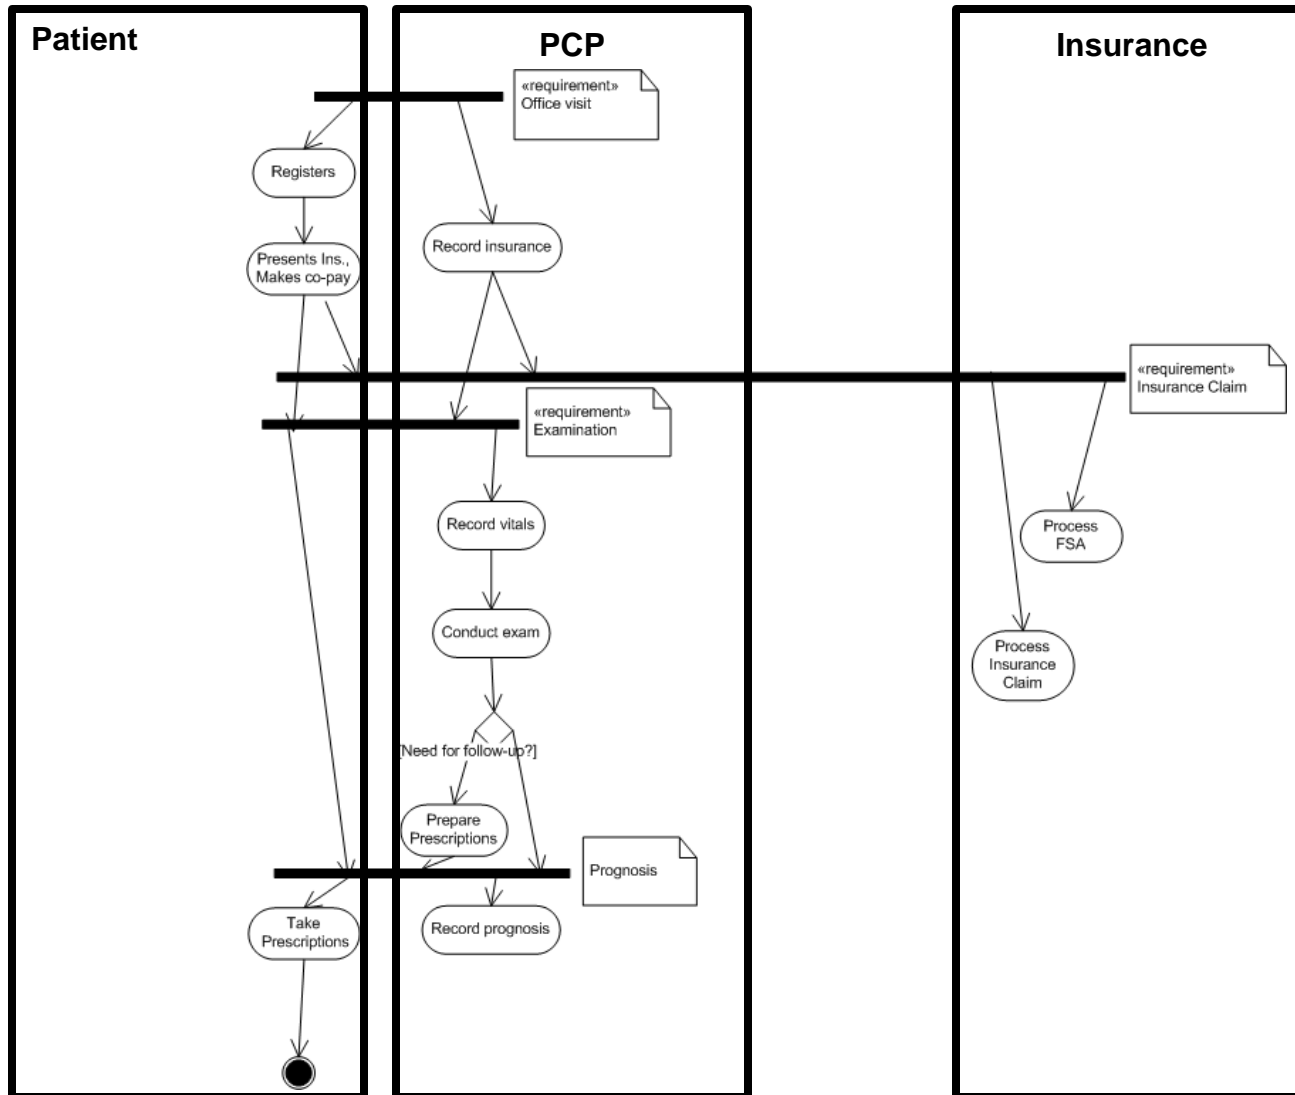 Patient
PCP
Insurance
«requirement»
Office visit
Registers
Record insurance
Presents Ins.,
Makes co-pay
«requirement»
Insurance Claim
«requirement»
Examination
Record vitals
Process
FSA
Conduct exam
Process
Insurance
Claim
[Need for follow-up?]
Prepare
Prescriptions
Prognosis
Take
Prescriptions
Record prognosis